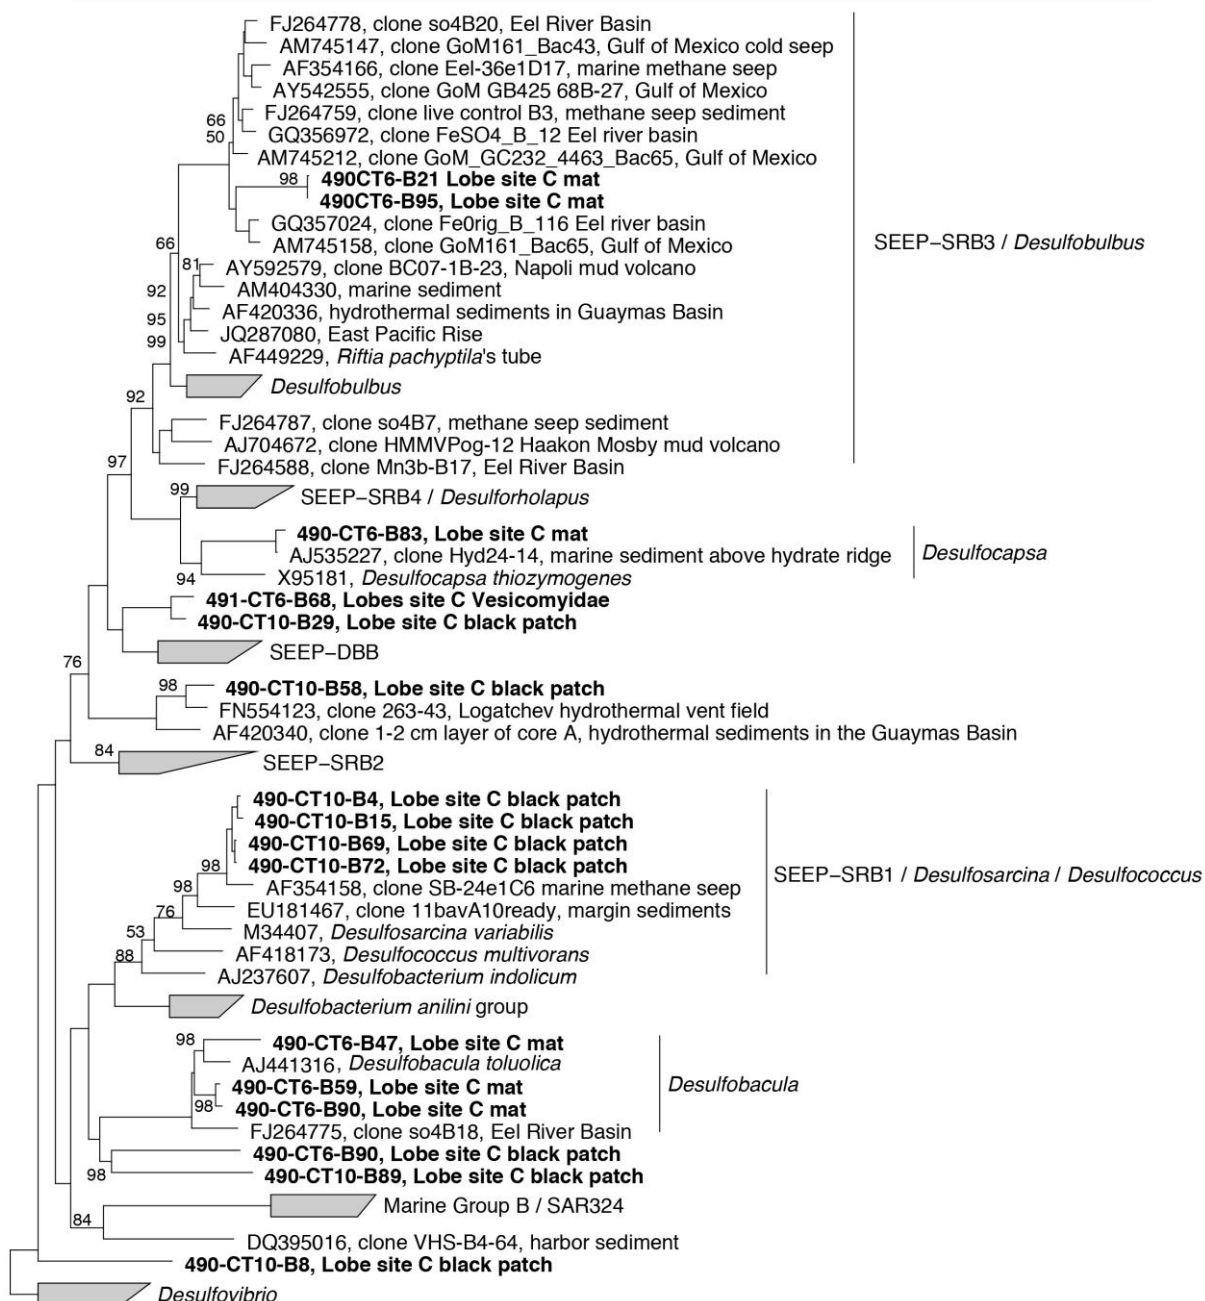 FJ264778, clone so4B20, Eel River Basin
AM745147, clone GoM161_Bac43, Gulf of Mexico cold seep
AF354166, clone Eel-36e1D17, marine methane seep
AY542555, clone GoM GB425 68B-27, Gulf of Mexico
FJ264759, clone live control B3, methane seep sediment
66
50
GQ356972, clone FeSO4_B_12 Eel river basin
AM745212, clone GoM_GC232_4463_Bac65, Gulf of Mexico
98
490CT6-B21 Lobe site C mat
490CT6-B95, Lobe site C mat
GQ357024, clone Fe0rig_B_116 Eel river basin
66
AM745158, clone GoM161_Bac65, Gulf of Mexico
SEEP–SRB3 / Desulfobulbus
81
AY592579, clone BC07-1B-23, Napoli mud volcano
92
AM404330, marine sediment
95
AF420336, hydrothermal sediments in Guaymas Basin
99
JQ287080, East Pacific Rise
AF449229, Riftia pachyptila's tube
Desulfobulbus
92
FJ264787, clone so4B7, methane seep sediment
AJ704672, clone HMMVPog-12 Haakon Mosby mud volcano
97
FJ264588, clone Mn3b-B17, Eel River Basin
99
SEEP–SRB4 / Desulforholapus
490-CT6-B83, Lobe site C mat
AJ535227, clone Hyd24-14, marine sediment above hydrate ridge
Desulfocapsa
94
X95181, Desulfocapsa thiozymogenes
491-CT6-B68, Lobes site C Vesicomyidae
490-CT10-B29, Lobe site C black patch
SEEP–DBB
76
98
490-CT10-B58, Lobe site C black patch
FN554123, clone 263-43, Logatchev hydrothermal vent field
AF420340, clone 1-2 cm layer of core A, hydrothermal sediments in the Guaymas Basin
84
SEEP–SRB2
490-CT10-B4, Lobe site C black patch
490-CT10-B15, Lobe site C black patch
490-CT10-B69, Lobe site C black patch
98
490-CT10-B72, Lobe site C black patch
SEEP–SRB1 / Desulfosarcina / Desulfococcus
98
AF354158, clone SB-24e1C6 marine methane seep
76
EU181467, clone 11bavA10ready, margin sediments
53
M34407, Desulfosarcina variabilis
88
AF418173, Desulfococcus multivorans
AJ237607, Desulfobacterium indolicum
Desulfobacterium anilini group
98
490-CT6-B47, Lobe site C mat
AJ441316, Desulfobacula toluolica
Desulfobacula
490-CT6-B59, Lobe site C mat
98
490-CT6-B90, Lobe site C mat
FJ264775, clone so4B18, Eel River Basin
490-CT6-B90, Lobe site C black patch
98
490-CT10-B89, Lobe site C black patch
Marine Group B / SAR324
84
DQ395016, clone VHS-B4-64, harbor sediment
490-CT10-B8, Lobe site C black patch
Desulfovibrio